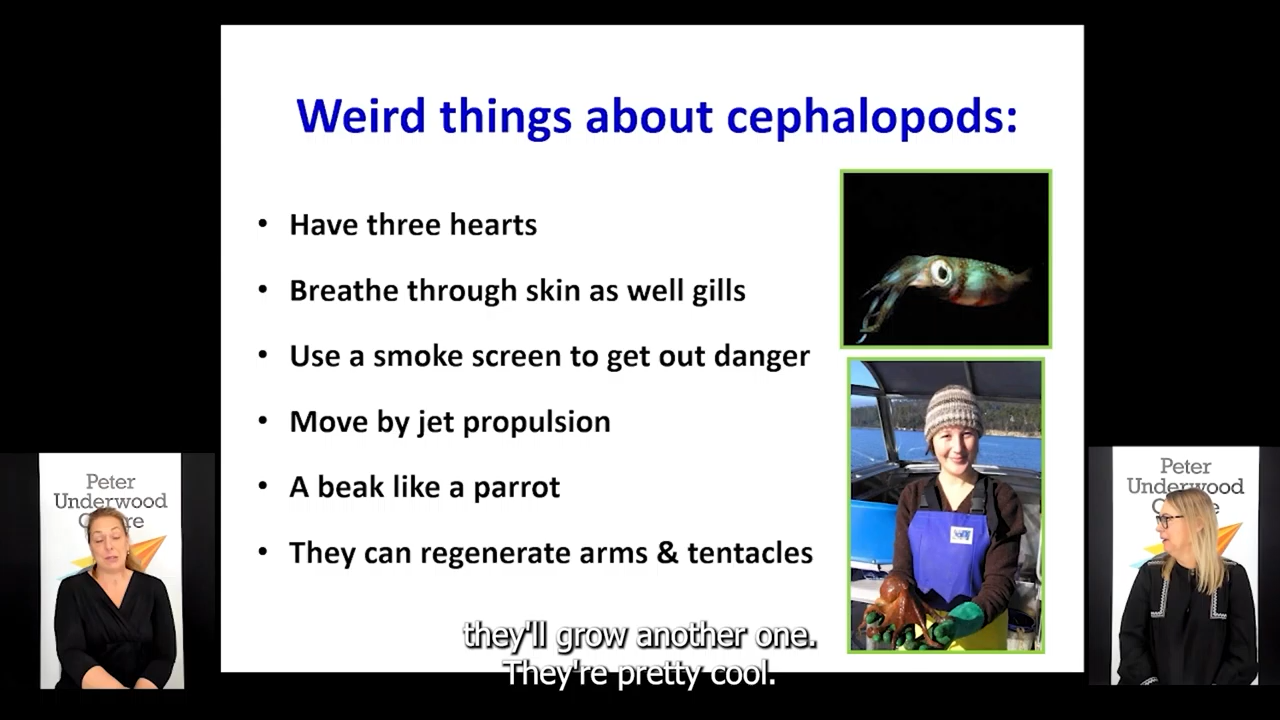 Weird things about cephalopods:
• Have three hearts
• Breathe through skin as well gills
• Use a smoke screen to get out danger
• Move by jet propulsion
• A beak like a parrot
• They can regenerate arms & tentacles
they'll grow another one.
They're pretty cool.
Peter
Underwood
Peter
Underwood